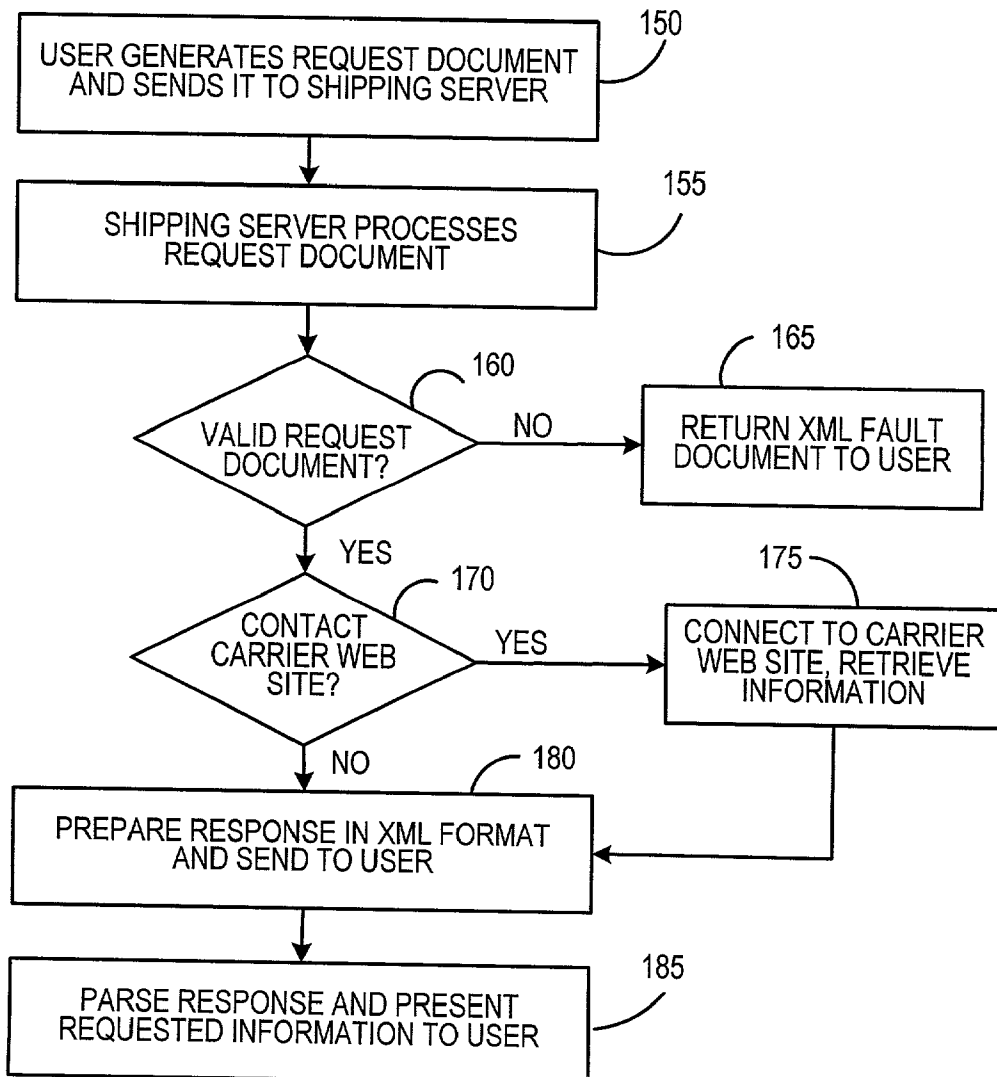 150
USER GENERATES REQUEST DOCUMENT
AND SENDS IT TO SHIPPING SERVER
155
SHIPPING SERVER PROCESSES
REQUEST DOCUMENT
160
VALID REQUEST
DOCUMENT?
NO
165
RETURN XML FAULT
DOCUMENT TO USER
YES
170
CONTACT
CARRIER WEB
SITE?
YES
175
CONNECT TO CARRIER
WEB SITE, RETRIEVE
INFORMATION
NO
180
PREPARE RESPONSE IN XML FORMAT
AND SEND TO USER
185
PARSE RESPONSE AND PRESENT
REQUESTED INFORMATION TO USER